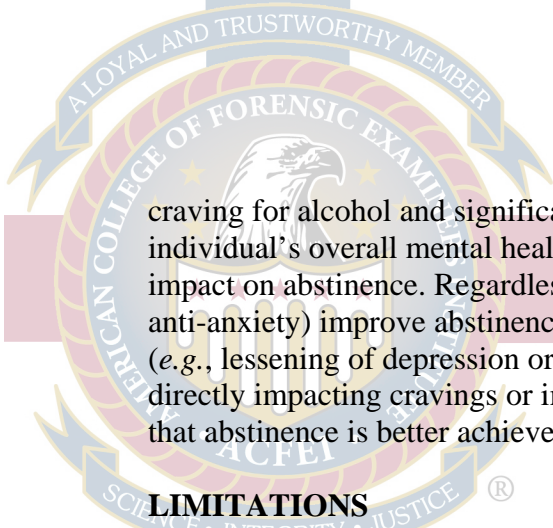 A LOYAL AND TRUSTWORTHY MEMBER
AMERICAN COLLEGE OF FORENSIC EXAMINERS INSTITUTE
craving for alcohol and significa
individual’s overall mental heal
impact on abstinence. Regardles
anti-anxiety) improve abstinenc
(e.g., lessening of depression or
directly impacting cravings or i
that abstinence is better achieve
ACFEI
LIMITATIONS
SCIENCE • INTEGRITY • JUSTICE ®